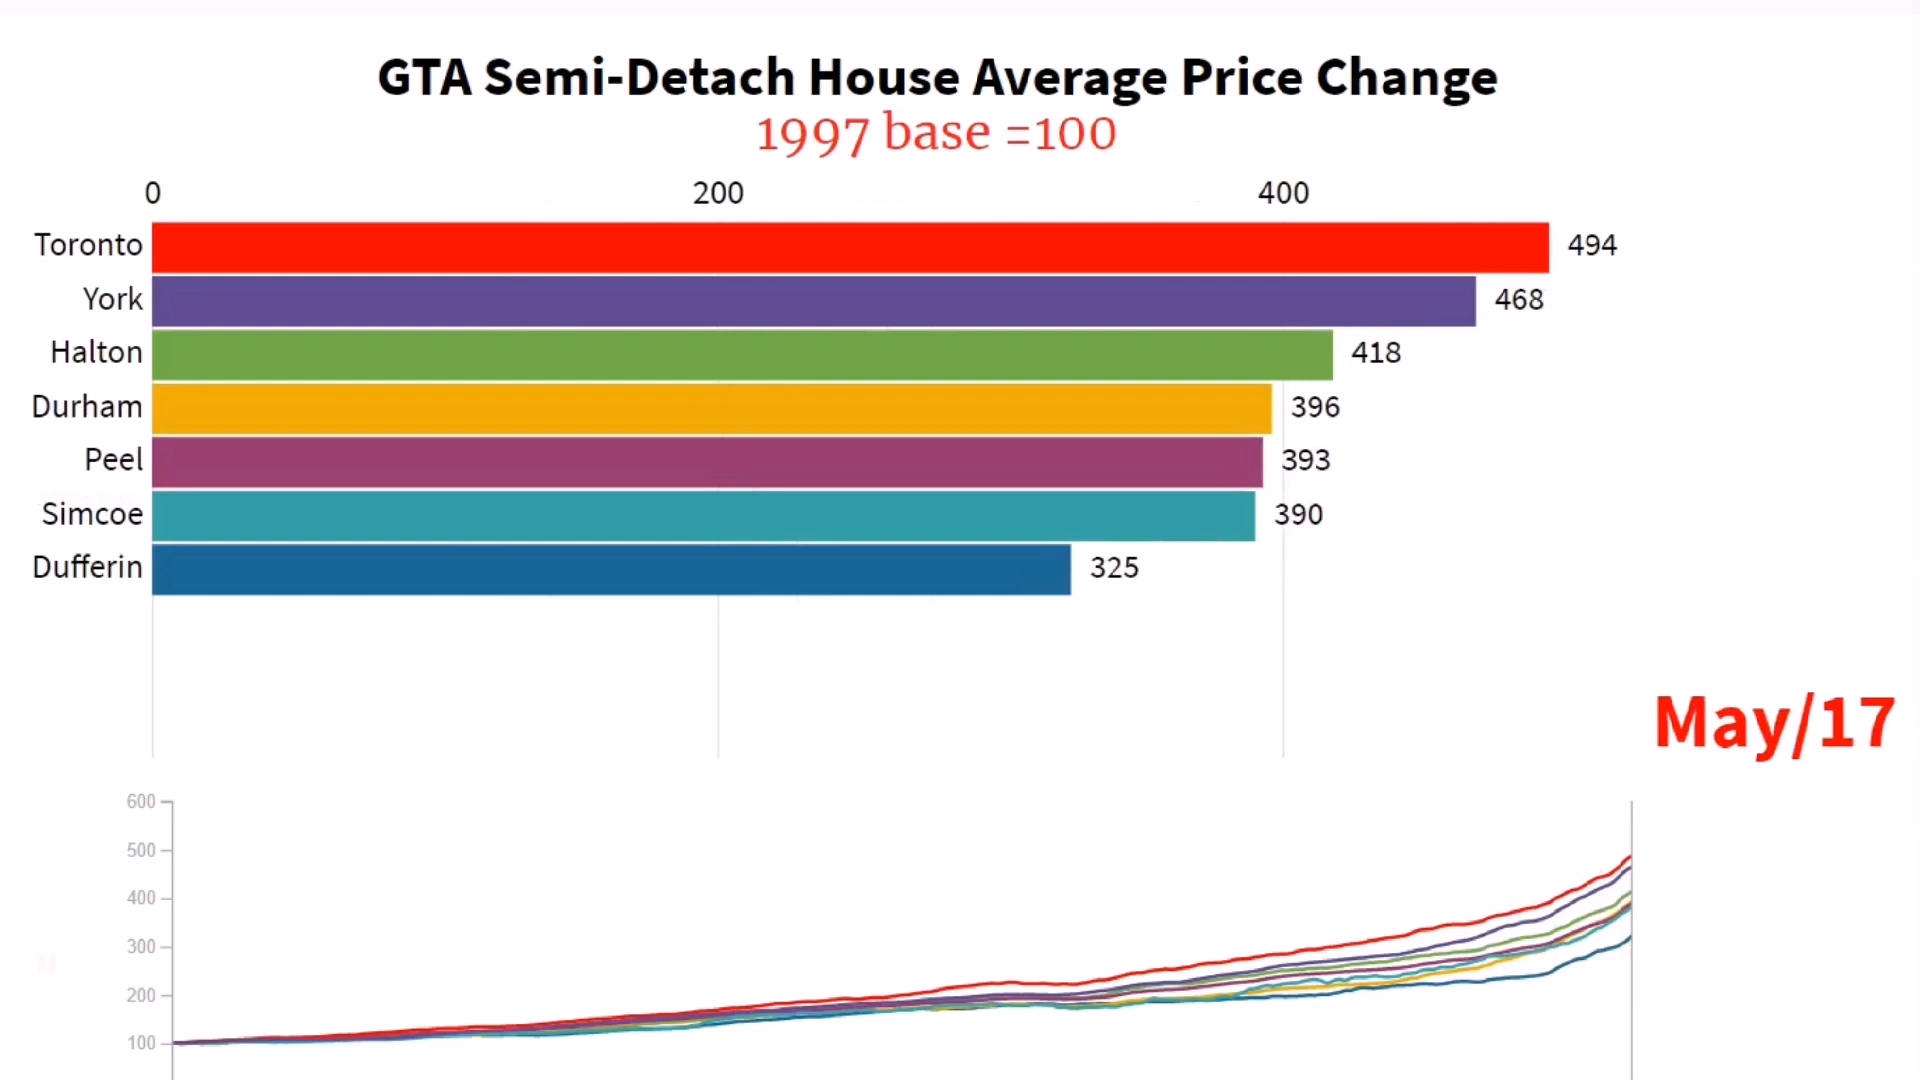 GTA Semi-Detach House Average Price Change
1997 base =100
0 200 400
Toronto 494
York 468
Halton 418
Durham 396
Peel 393
Simcoe 390
Dufferin 325
May/17
600
500
400
300
200
100